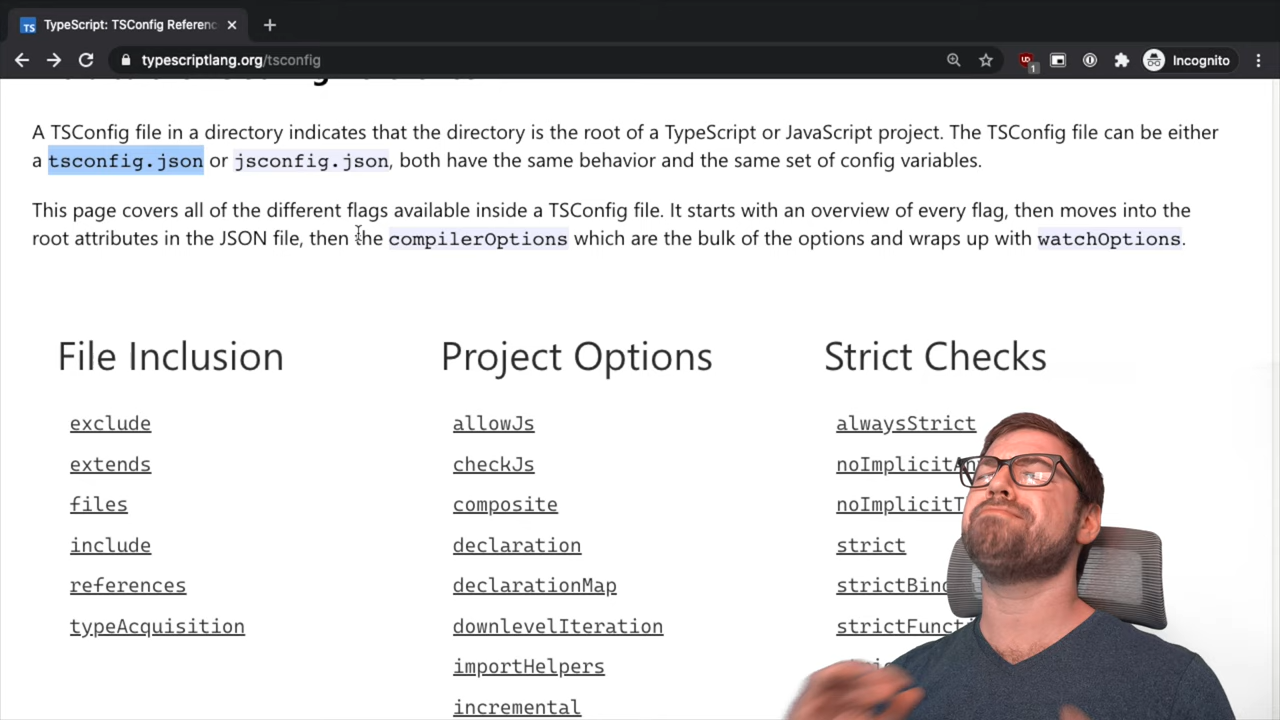 TypeScript: TSConfig Referenc
typescriptlang.org/tsconfig
1
Incognito
A TSConfig file in a directory indicates that the directory is the root of a TypeScript or JavaScript project. The TSConfig file can be either
a tsconfig.json or jsconfig.json, both have the same behavior and the same set of config variables.
This page covers all of the different flags available inside a TSConfig file. It starts with an overview of every flag, then moves into the
root attributes in the JSON file, then the compilerOptions which are the bulk of the options and wraps up with watchOptions.
File Inclusion
exclude
extends
files
include
references
typeAcquisition
Project Options
allowJs
checkJs
composite
declaration
declarationMap
downlevelIteration
importHelpers
incremental
Strict Checks
alwaysStrict
noImplicitAn
noImplicitT
strict
strictBind
strictFuncti